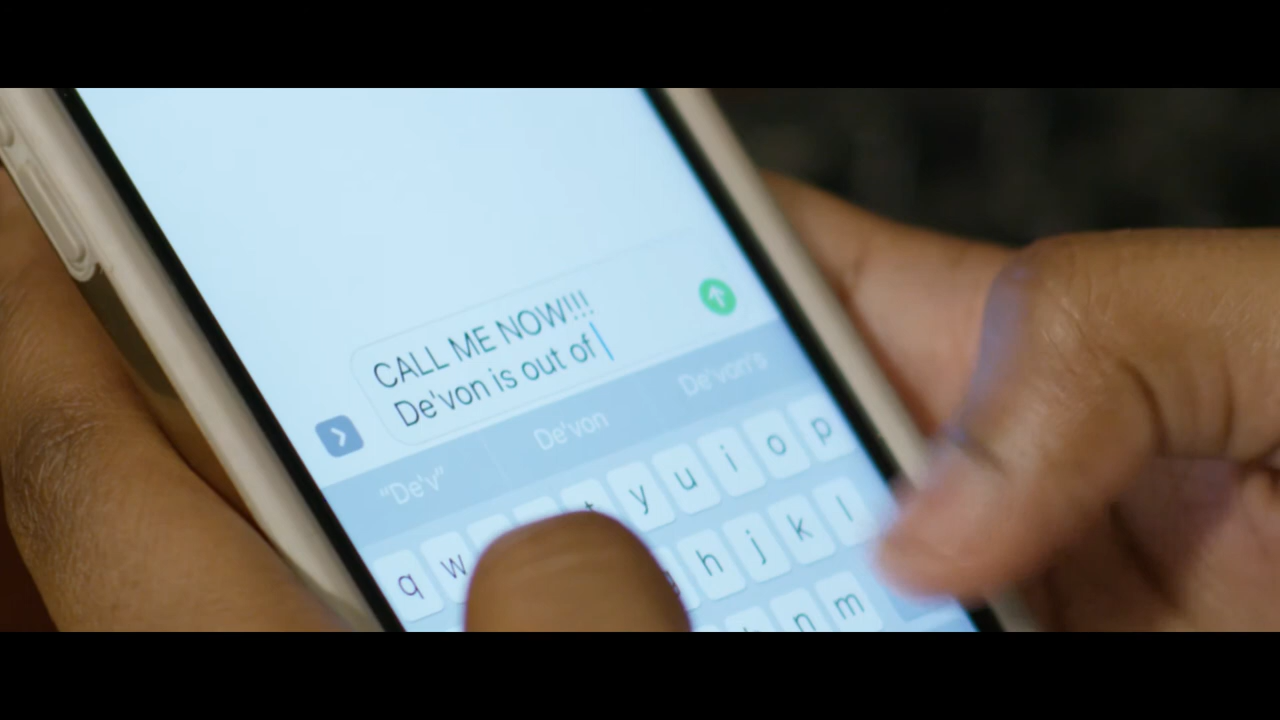 CALL ME NOW!!!
De'von is out of
“De'v” De'von De'von's
q w t y u i o p
h j k l
n m